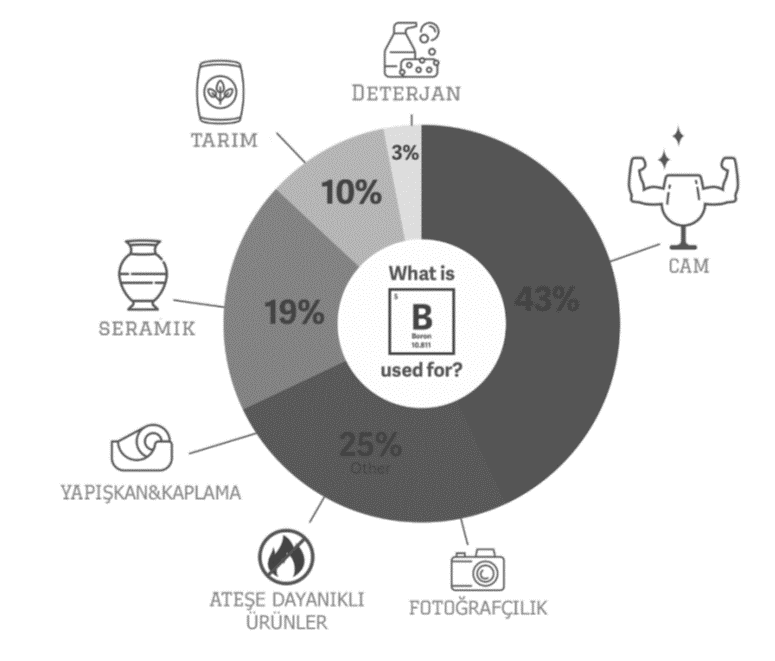 DETERJAN
3%
TARIM
10%
CAM
43%
SERAMIK
19%
What is
5
B
Boron
10.811
used for?
25%
Other
YAPIŞKAN&KAPLAMA
ATEŞE DAYANIKLI
ÜRÜNLER
FOTOĞRAFÇILIK